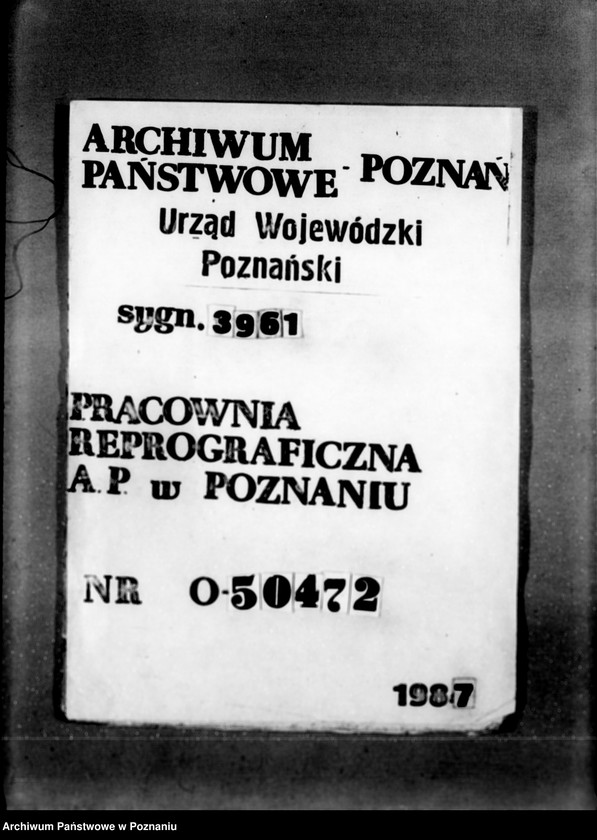 ARCHIWUM
PAŃSTWOWE - POZNAŃ
Urząd Wojewódzki
Poznański
sygn. 3961
PRACOWNIA
REPROGRAFICZNA
A.P. w POZNANIU
NR O-50472
1987
Archiwum Państwowe w Poznaniu